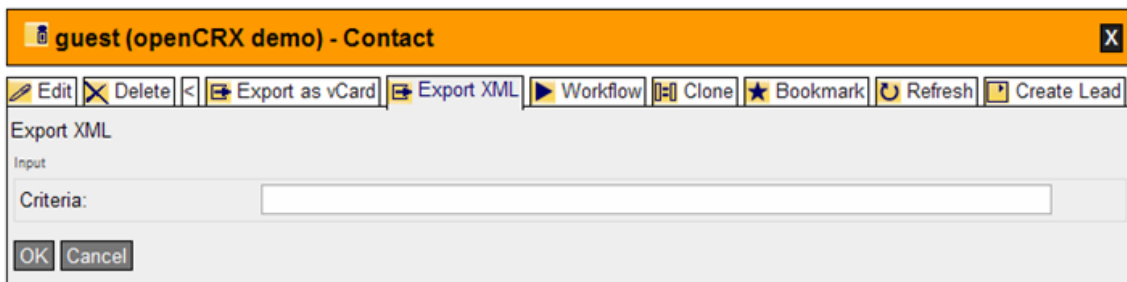 guest (openCRX demo) - Contact X
Edit Delete < Export as vCard Export XML Workflow Clone Bookmark Refresh Create Lead
Export XML
Input
Criteria:
OK Cancel